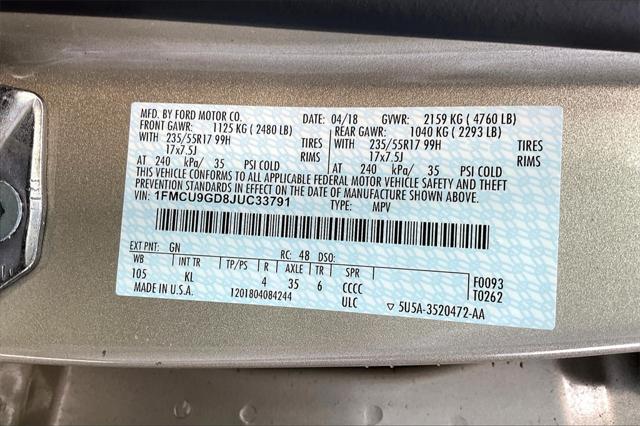 MFD. BY FORD MOTOR CO. DATE: 04/18 GVWR: 2159 KG ( 4760 LB)
FRONT GAWR: 1125 KG ( 2480 LB) REAR GAWR: 1040 KG ( 2293 LB)
WITH 235/55R17 99H TIRES WITH 235/55R17 99H TIRES
17x7.5J RIMS 17x7.5J RIMS
AT 240 kPa/ 35 PSI COLD AT 240 kPa/ 35 PSI COLD
THIS VEHICLE CONFORMS TO ALL APPLICABLE FEDERAL MOTOR VEHICLE SAFETY AND THEFT
PREVENTION STANDARDS IN EFFECT ON THE DATE OF MANUFACTURE SHOWN ABOVE.
VIN: 1FMCU9GD8JUC33791 TYPE: MPV
EXT PNT: GN RC: 48 DSO:
WB INT TR TP/PS R AXLE TR SPR F0093
105 KL 4 35 6 CCCC T0262
MADE IN U.S.A. 1201804084244 ULC ▽ 5U5A-3520472-AA